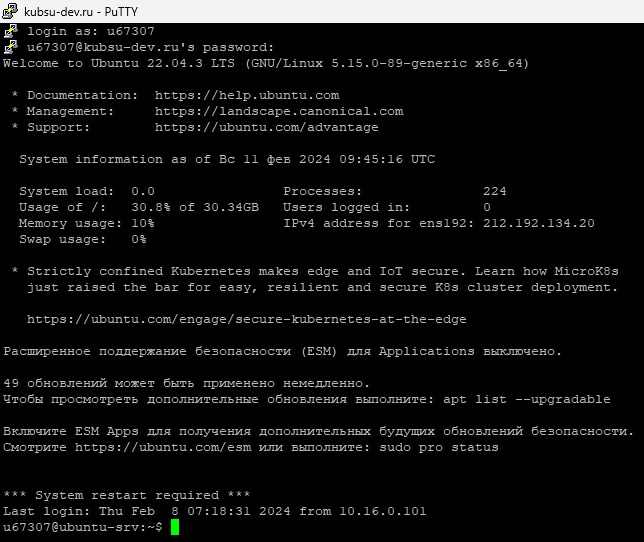 kubsu-dev.ru - PuTTY
login as: u67307
u67307@kubsu-dev.ru's password:
Welcome to Ubuntu 22.04.3 LTS (GNU/Linux 5.15.0-89-generic x86_64)
* Documentation:  https://help.ubuntu.com
* Management:     https://landscape.canonical.com
* Support:        https://ubuntu.com/advantage
System information as of Вс 11 фев 2024 09:45:16 UTC
System load:  0.0                Processes:               224
Usage of /:   30.8% of 30.34GB   Users logged in:         0
Memory usage: 10%                IPv4 address for ens192: 212.192.134.20
Swap usage:   0%
* Strictly confined Kubernetes makes edge and IoT secure. Learn how MicroK8s
just raised the bar for easy, resilient and secure K8s cluster deployment.
https://ubuntu.com/engage/secure-kubernetes-at-the-edge
Расширенное поддержание безопасности (ESM) для Applications выключено.
49 обновлений может быть применено немедленно.
Чтобы просмотреть дополнительные обновления выполните: apt list --upgradable
Включите ESM Apps для получения дополнительных будущих обновлений безопасности.
Смотрите https://ubuntu.com/esm или выполните: sudo pro status
*** System restart required ***
Last login: Thu Feb  8 07:18:31 2024 from 10.16.0.101
u67307@ubuntu-srv:~$